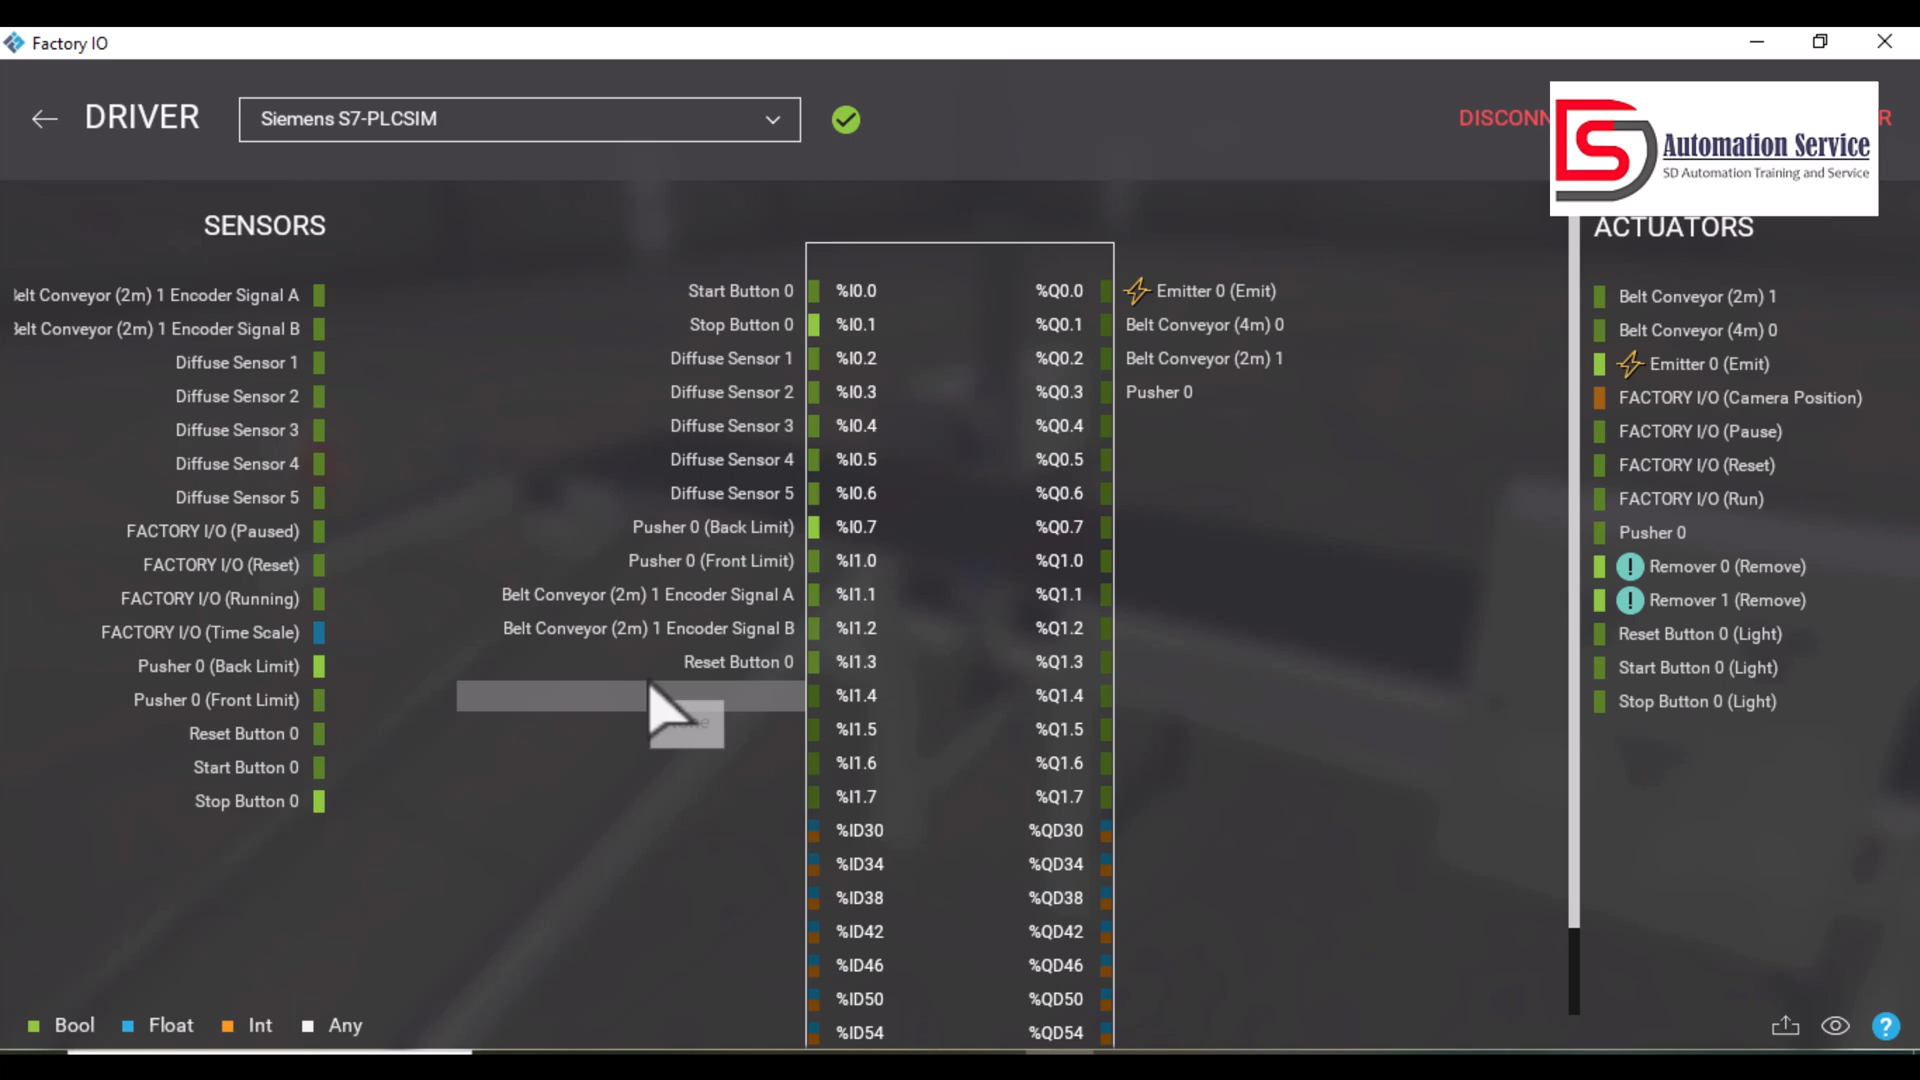 Factory IO
DRIVER
Siemens S7-PLCSIM
DISCONN
R
Automation Service
SD Automation Training and Service
SENSORS
ACTUATORS
Belt Conveyor (2m) 1 Encoder Signal A
Belt Conveyor (2m) 1 Encoder Signal B
Diffuse Sensor 1
Diffuse Sensor 2
Diffuse Sensor 3
Diffuse Sensor 4
Diffuse Sensor 5
FACTORY I/O (Paused)
FACTORY I/O (Reset)
FACTORY I/O (Running)
FACTORY I/O (Time Scale)
Pusher 0 (Back Limit)
Pusher 0 (Front Limit)
Reset Button 0
Start Button 0
Stop Button 0
Start Button 0 %I0.0 %Q0.0 Emitter 0 (Emit)
Stop Button 0 %I0.1 %Q0.1 Belt Conveyor (4m) 0
Diffuse Sensor 1 %I0.2 %Q0.2 Belt Conveyor (2m) 1
Diffuse Sensor 2 %I0.3 %Q0.3 Pusher 0
Diffuse Sensor 3 %I0.4 %Q0.4
Diffuse Sensor 4 %I0.5 %Q0.5
Diffuse Sensor 5 %I0.6 %Q0.6
Pusher 0 (Back Limit) %I0.7 %Q0.7
Pusher 0 (Front Limit) %I1.0 %Q1.0
Belt Conveyor (2m) 1 Encoder Signal A %I1.1 %Q1.1
Belt Conveyor (2m) 1 Encoder Signal B %I1.2 %Q1.2
Reset Button 0 %I1.3 %Q1.3
%I1.4 %Q1.4
%I1.5 %Q1.5
%I1.6 %Q1.6
%I1.7 %Q1.7
%ID30 %QD30
%ID34 %QD34
%ID38 %QD38
%ID42 %QD42
%ID46 %QD46
%ID50 %QD50
%ID54 %QD54
Belt Conveyor (2m) 1
Belt Conveyor (4m) 0
Emitter 0 (Emit)
FACTORY I/O (Camera Position)
FACTORY I/O (Pause)
FACTORY I/O (Reset)
FACTORY I/O (Run)
Pusher 0
Remover 0 (Remove)
Remover 1 (Remove)
Reset Button 0 (Light)
Start Button 0 (Light)
Stop Button 0 (Light)
Bool Float Int Any